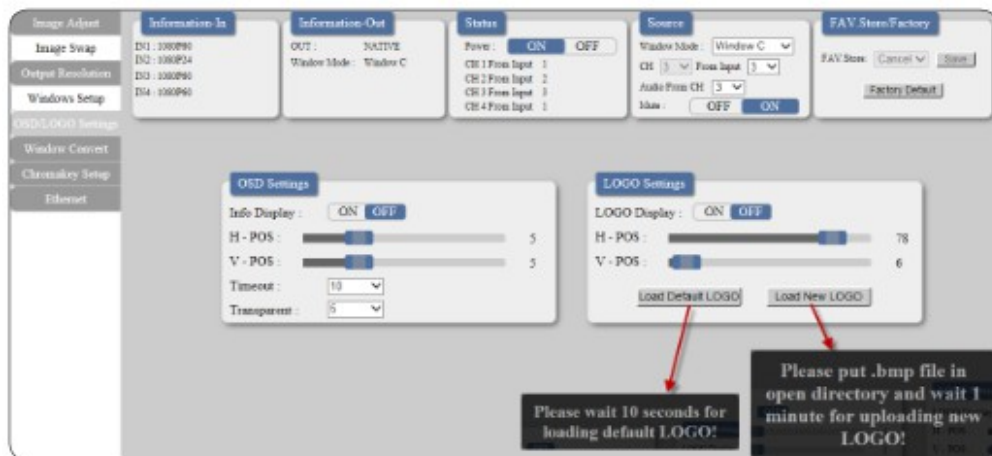 Image Adjust
Image Swap
Output Resolution
Windows Setup
OSD/LOGO Settings
Window Convert
Chromakey Setup
Ethernet
Information-In
IN1 : 1080P60
IN2 : 1080P24
IN3 : 1080P60
IN4 : 1080P60
Information-Out
OUT : NATIVE
Window Mode : Window C
Status
Power : ON OFF
CH 1 From Input 1
CH 2 From Input 2
CH 3 From Input 3
CH 4 From Input 1
Source
Window Mode : Window C
CH 3 From Input 3
Audio From CH 3
Mute : OFF ON
FAV.Store/Factory
FAV.Store: Cancel Save
Factory Default
OSD Settings
Info Display : ON OFF
H - POS : 5
V - POS : 5
Timeout : 10
Transparent : 5
LOGO Settings
LOGO Display : ON OFF
H - POS : 78
V - POS : 6
Load Default LOGO Load New LOGO
Please wait 10 seconds for
loading default LOGO!
Please put .bmp file in
open directory and wait 1
minute for uploading new
LOGO!